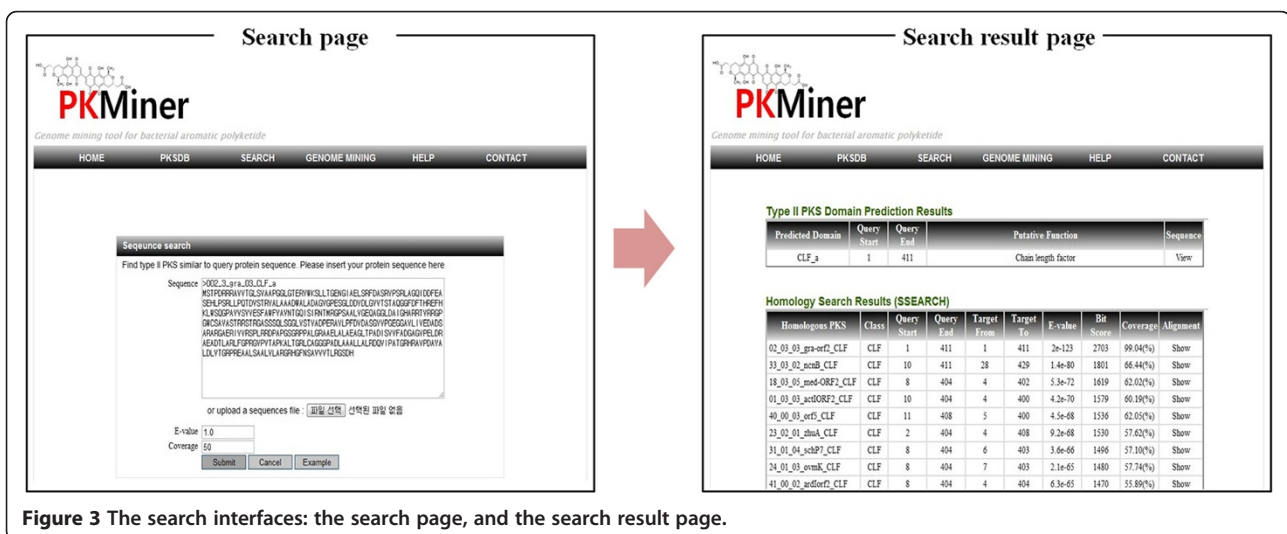 Search page
PKMiner
Genome mining tool for bacterial aromatic polyketide
HOME PKSDB SEARCH GENOME MINING HELP CONTACT
Seqeunce search
Find type II PKS similar to query protein sequence. Please insert your protein sequence here
Sequence >002_3_gra_03_CLF_a
or upload a sequences file : 파일 선택 선택된 파일 없음
E-value 1.0
Coverage 50
Submit Cancel Example
Search result page
PKMiner
Genome mining tool for bacterial aromatic polyketide
HOME PKSDB SEARCH GENOME MINING HELP CONTACT
Type II PKS Domain Prediction Results
Predicted Domain Query Start Query End Putative Function Sequence
CLF_a 1 411 Chain length factor View
Homology Search Results (SSEARCH)
Homologous PKS Class Query Start Query End Target From Target To E-value Bit Score Coverage Alignment
02_03_03_gra-orf2_CLF CLF 1 411 1 411 2e-123 2703 99.04(%) Show
33_03_02_ncnB_CLF CLF 10 411 28 429 1.4e-80 1801 66.44(%) Show
18_03_05_med-ORF2_CLF CLF 8 404 4 402 5.3e-72 1619 62.02(%) Show
01_03_03_actIORF2_CLF CLF 10 404 4 400 4.2e-70 1579 60.19(%) Show
40_00_03_orf5_CLF CLF 11 408 5 400 4.5e-68 1536 62.05(%) Show
23_02_01_zhuA_CLF CLF 2 404 4 408 9.2e-68 1530 57.62(%) Show
31_01_04_schP7_CLF CLF 8 404 6 403 3.6e-66 1496 57.10(%) Show
24_01_03_ovmK_CLF CLF 8 404 7 403 2.1e-65 1480 57.74(%) Show
41_00_02_ardIorf2_CLF CLF 8 404 4 404 6.3e-65 1470 55.89(%) Show
Figure 3 The search interfaces: the search page, and the search result page.